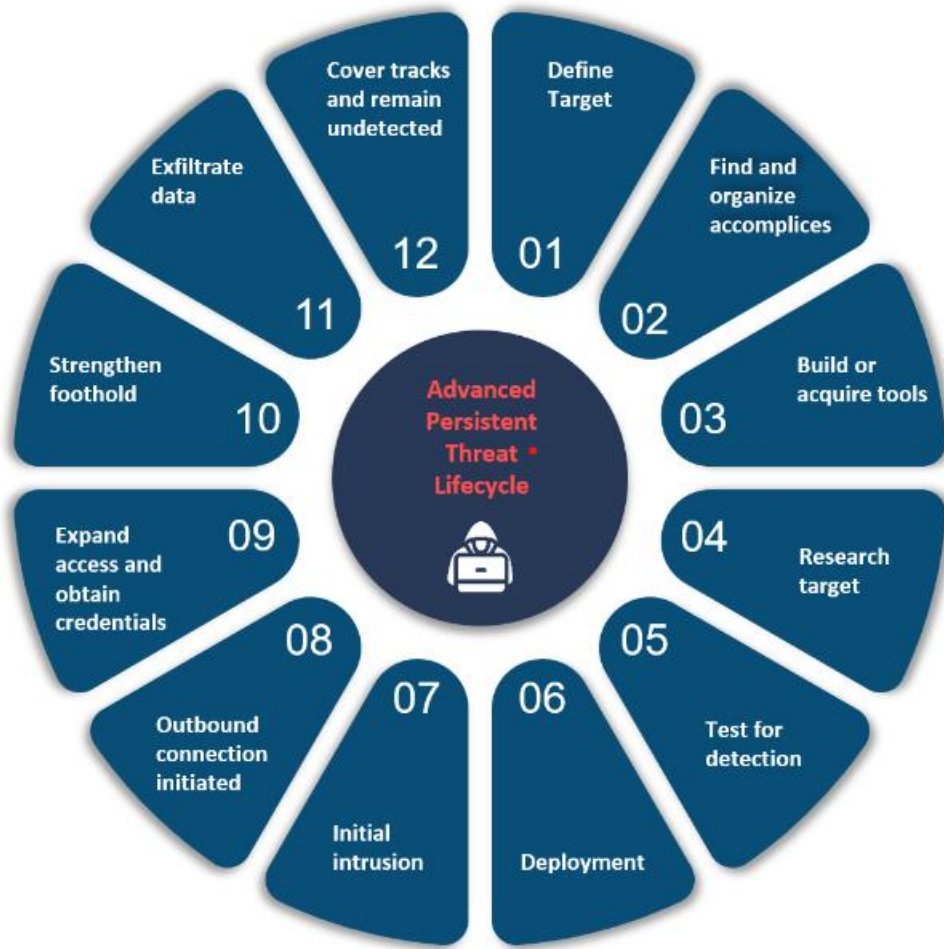 Advanced
Persistent
Threat
Lifecycle
Define
Target
01
Find and
organize
accomplices
02
Build or
acquire tools
03
04
Research
target
05
Test for
detection
06
Deployment
07
Initial
intrusion
08
Outbound
connection
initiated
09
Expand
access and
obtain
credentials
Strengthen
foothold
10
Exfiltrate
data
11
Cover tracks
and remain
undetected
12